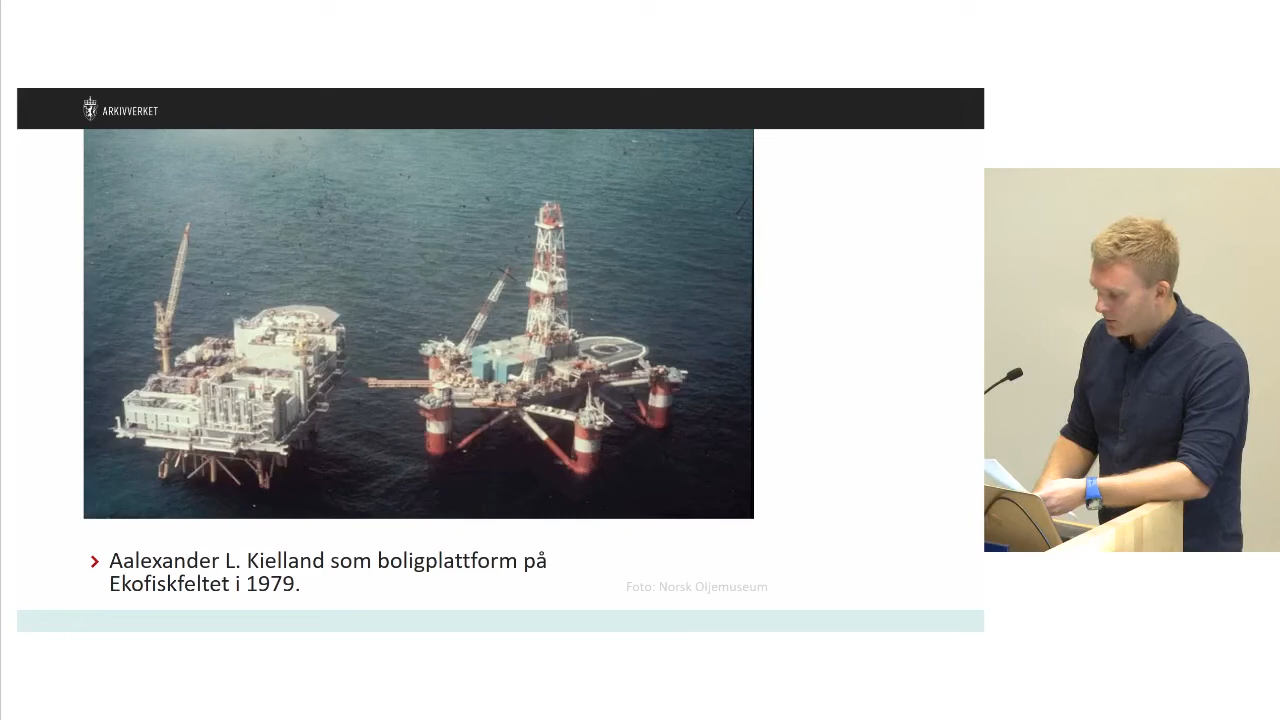 ARKIVVERKET
Aalexander L. Kielland som boligplattform på
Ekofiskfeltet i 1979.
Foto: Norsk Oljemuseum